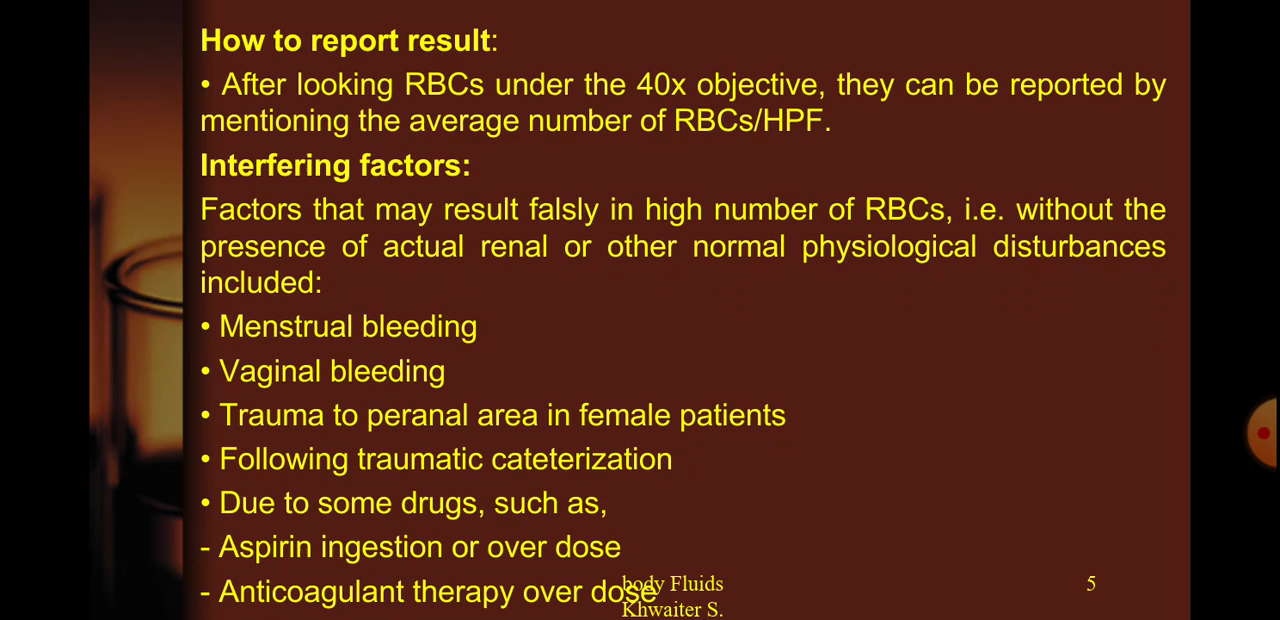 How to report result:
• After looking RBCs under the 40x objective, they can be reported by
mentioning the average number of RBCs/HPF.
Interfering factors:
Factors that may result falsly in high number of RBCs, i.e. without the
presence of actual renal or other normal physiological disturbances
included:
• Menstrual bleeding
• Vaginal bleeding
• Trauma to peranal area in female patients
• Following traumatic cateterization
• Due to some drugs, such as,
- Aspirin ingestion or over dose
- Anticoagulant therapy over dose
body Fluids
Khwaiter S.
5